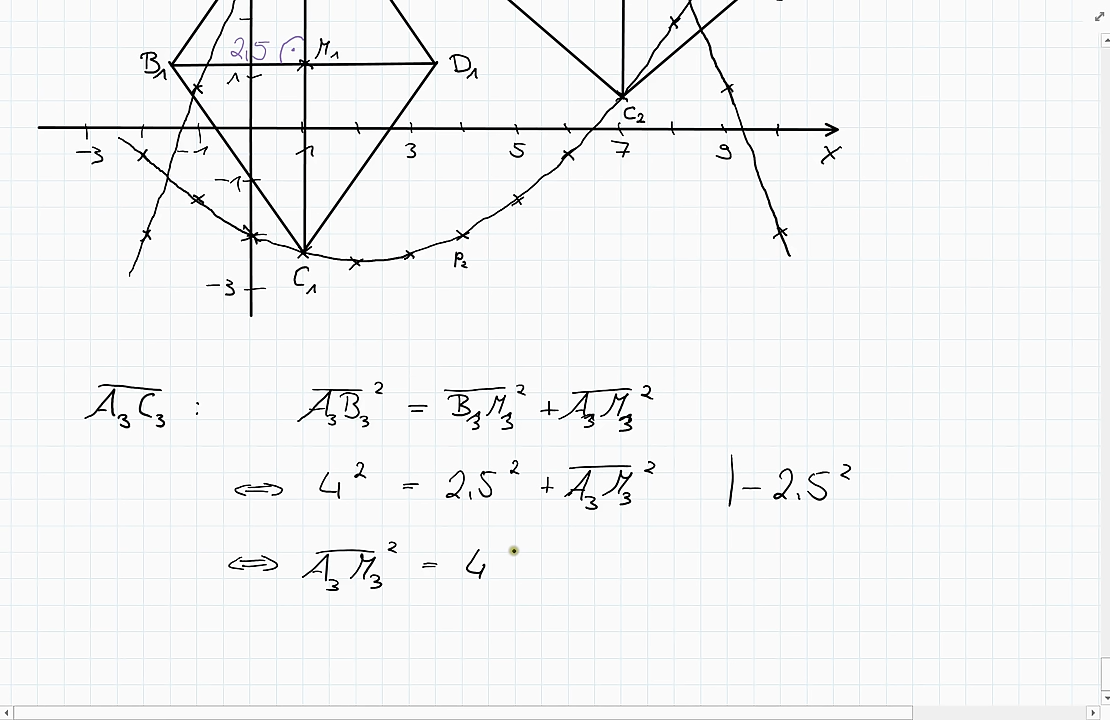 2,5 M₁
B₁ D₁
1
C₂
-3 -1 1 3 5 7 9 x
-1
P₂
C₁
-3
A₃C₃ : A₃B₃² = B₃M₃² + A₃M₃²
⇔ 4² = 2,5² + A₃M₃² |- 2,5²
⇔ A₃M₃² = 4